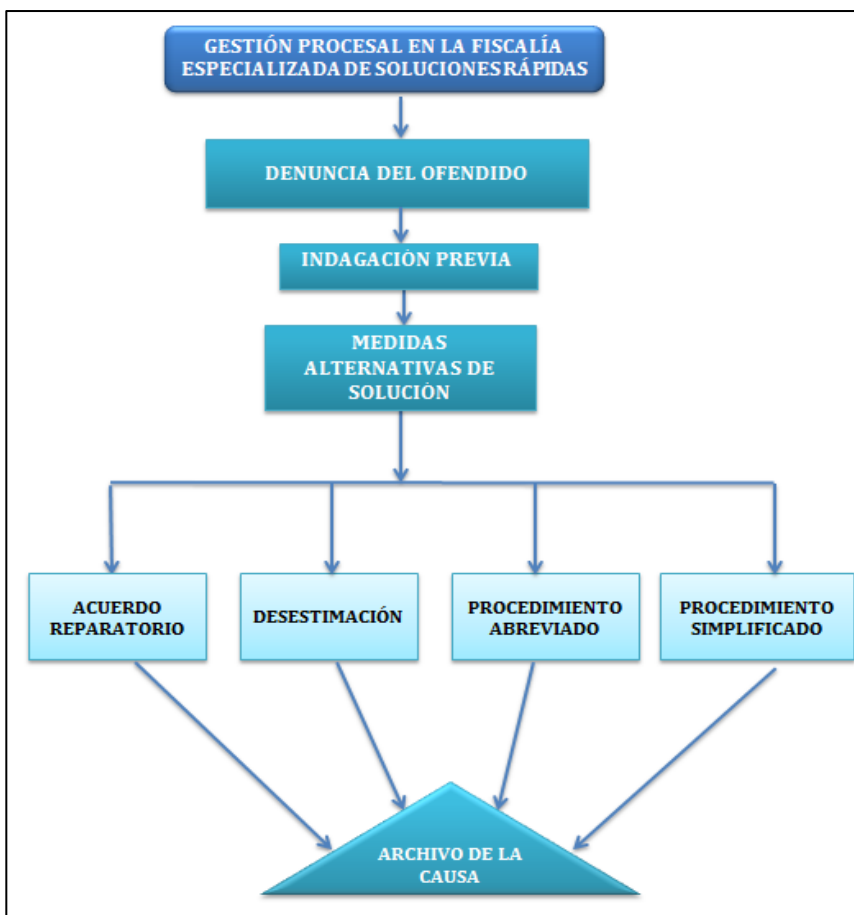 GESTIÓN PROCESAL EN LA FISCALÍA
ESPECIALIZADA DE SOLUCIONES RÁPIDAS
DENUNCIA DEL OFENDIDO
INDAGACIÓN PREVIA
MEDIDAS
ALTERNATIVAS DE
SOLUCIÓN
ACUERDO
REPARATORIO
DESESTIMACIÓN
PROCEDIMIENTO
ABREVIADO
PROCEDIMIENTO
SIMPLIFICADO
ARCHIVO DE LA
CAUSA